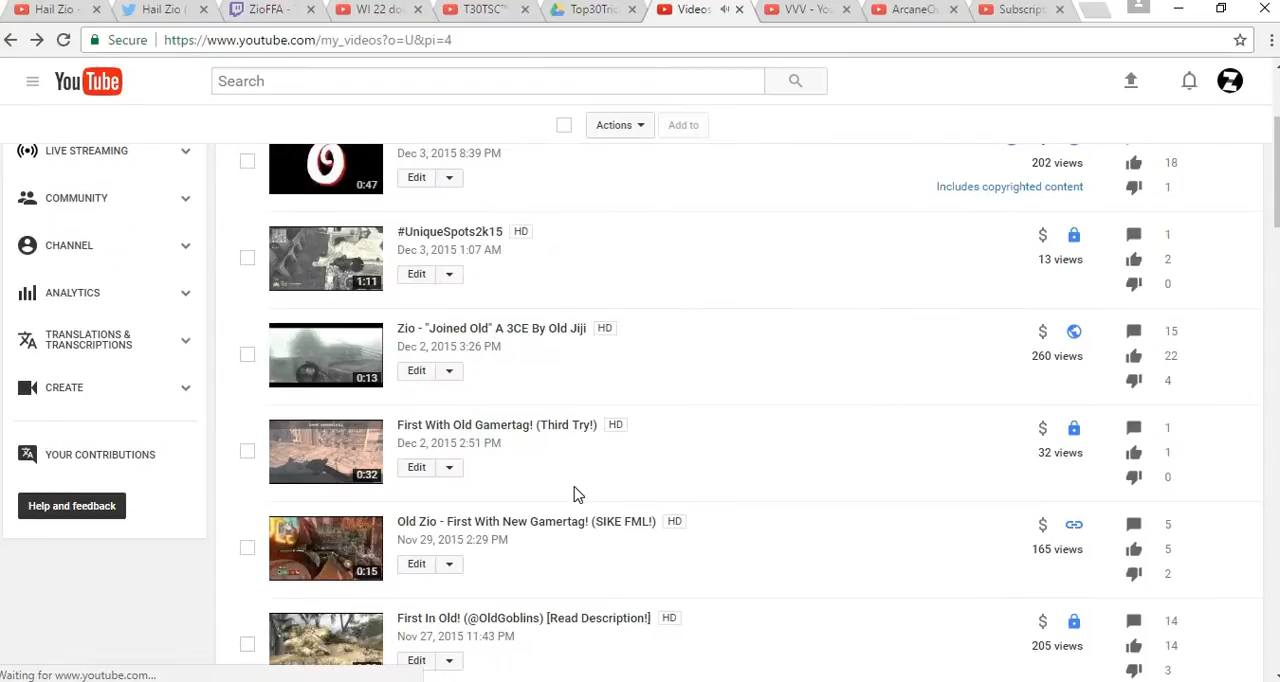 Hail Zio -
Hail Zio (
ZioFFA -
WI 22 do
T30TSC™
Top30Tric
Videos
VVV - You
ArcaneO
Subscript
Secure | https://www.youtube.com/my_videos?o=U&pi=4
YouTube
Search
Actions
Add to
LIVE STREAMING
COMMUNITY
CHANNEL
ANALYTICS
TRANSLATIONS &
TRANSCRIPTIONS
CREATE
YOUR CONTRIBUTIONS
Help and feedback
0:47
Dec 3, 2015 8:39 PM
Edit
202 views
Includes copyrighted content
18
1
1:11
#UniqueSpots2k15 HD
Dec 3, 2015 1:07 AM
Edit
$
13 views
1
2
0
0:13
Zio - "Joined Old" A 3CE By Old Jiji HD
Dec 2, 2015 3:26 PM
Edit
$
260 views
15
22
4
0:32
First With Old Gamertag! (Third Try!) HD
Dec 2, 2015 2:51 PM
Edit
$
32 views
1
1
0
0:15
Old Zio - First With New Gamertag! (SIKE FML!) HD
Nov 29, 2015 2:29 PM
Edit
$
165 views
5
5
2
First In Old! (@OldGoblins) [Read Description!] HD
Nov 27, 2015 11:43 PM
Edit
$
205 views
14
14
3
Waiting for www.youtube.com...